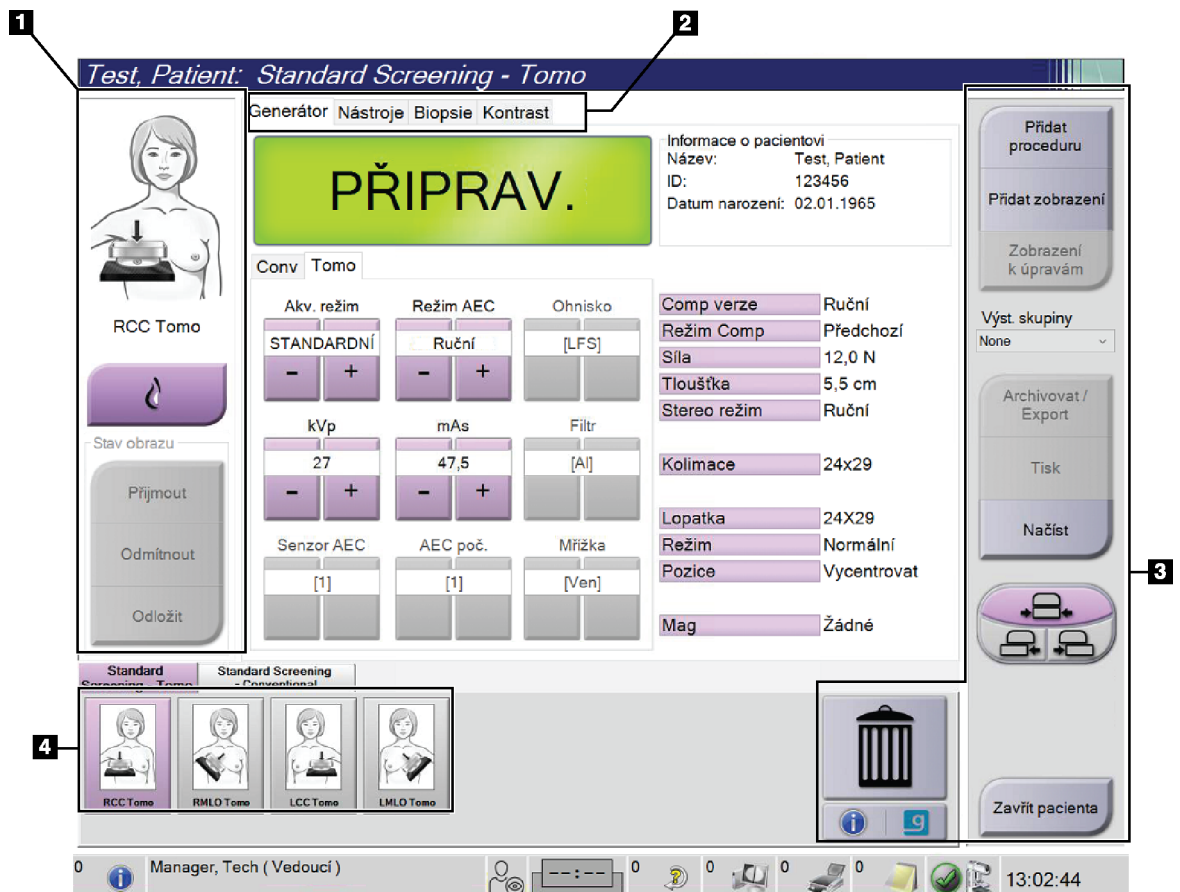 1
2
Test, Patient: Standard Screening - Tomo
Generátor Nástroje Biopsie Kontrast
PŘIPRAV.
Informace o pacientovi
Název: Test, Patient
ID: 123456
Datum narození: 02.01.1965
Přidat
proceduru
Přidat zobrazení
Zobrazení
k úpravám
Výst. skupiny
None
Archivovat /
Export
Tisk
Načíst
3
Zavřít pacienta
RCC Tomo
Stav obrazu
Přijmout
Odmítnout
Odložit
Conv Tomo
Akv. režim Režim AEC Ohnisko
STANDARDNÍ Ruční [LFS]
- + - +
kVp mAs Filtr
27 47,5 [Al]
- + - +
Senzor AEC AEC poč. Mřížka
[1] [1] [Ven]
Comp verze Ruční
Režim Comp Předchozí
Síla 12,0 N
Tloušťka 5,5 cm
Stereo režim Ruční
Kolimace 24x29
Lopatka 24X29
Režim Normální
Pozice Vycentrovat
Mag Žádné
Standard
Screening - Tomo
Standard Screening
- Conventional
4
RCC Tomo RMLO Tomo LCC Tomo LMLO Tomo
i g
0 i Manager, Tech ( Vedoucí ) --:-- 0 ? 0 0 0 13:02:44